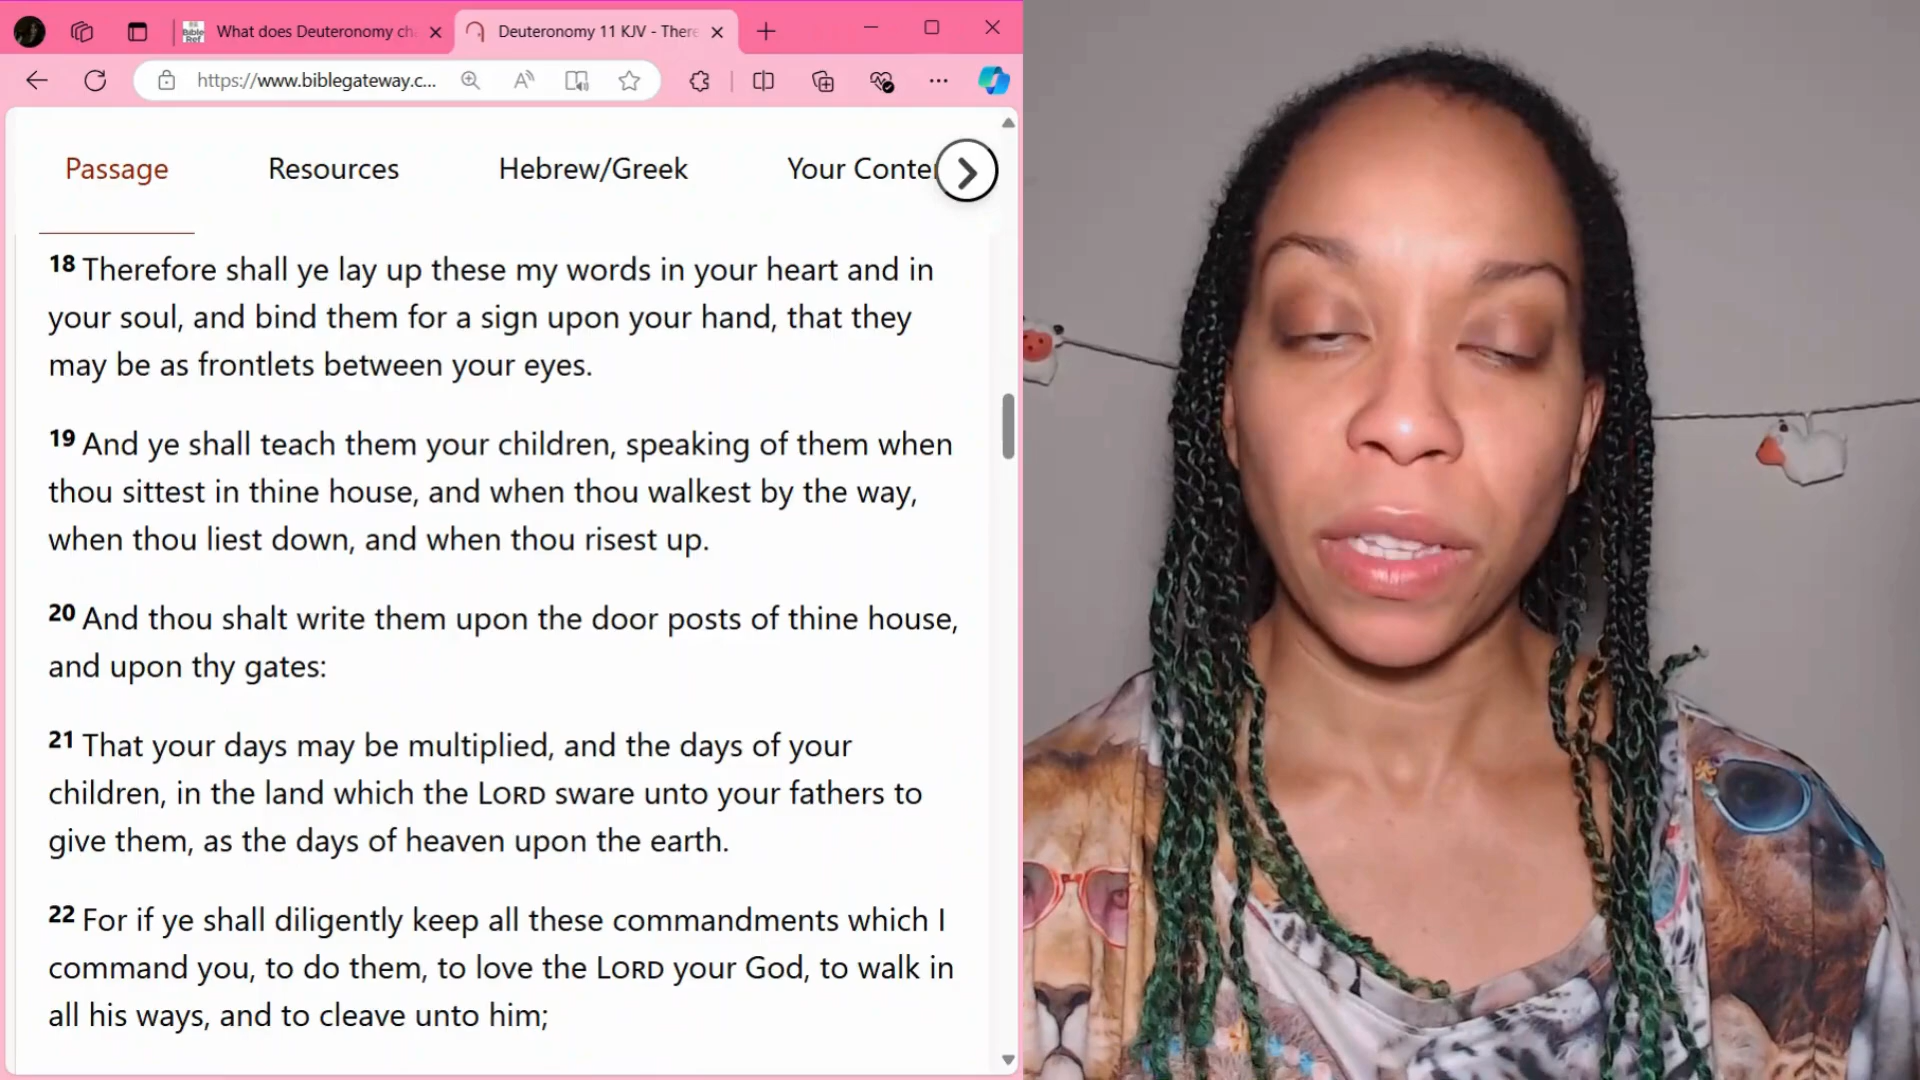 What does Deuteronomy ch
Deuteronomy 11 KJV - Ther
https://www.biblegateway.c...
Passage
Resources
Hebrew/Greek
Your Conte
18 Therefore shall ye lay up these my words in your heart and in
your soul, and bind them for a sign upon your hand, that they
may be as frontlets between your eyes.
19 And ye shall teach them your children, speaking of them when
thou sittest in thine house, and when thou walkest by the way,
when thou liest down, and when thou risest up.
20 And thou shalt write them upon the door posts of thine house,
and upon thy gates:
21 That your days may be multiplied, and the days of your
children, in the land which the LORD sware unto your fathers to
give them, as the days of heaven upon the earth.
22 For if ye shall diligently keep all these commandments which I
command you, to do them, to love the LORD your God, to walk in
all his ways, and to cleave unto him;